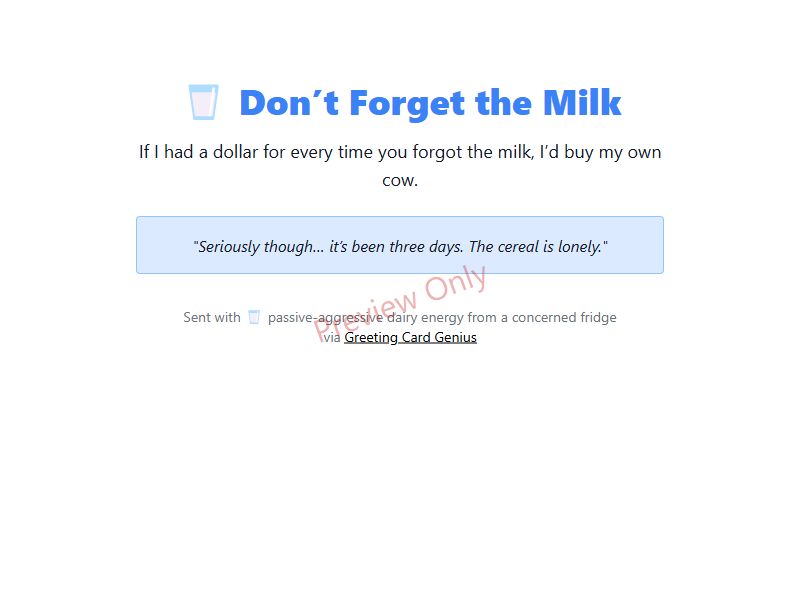 🥛 Don´t Forget the Milk
If I had a dollar for every time you forgot the milk, I’d buy my own
cow.
"Seriously though… it’s been three days. The cereal is lonely."
Preview Only
Sent with 🥛 passive-aggressive dairy energy from a concerned fridge
via Greeting Card Genius